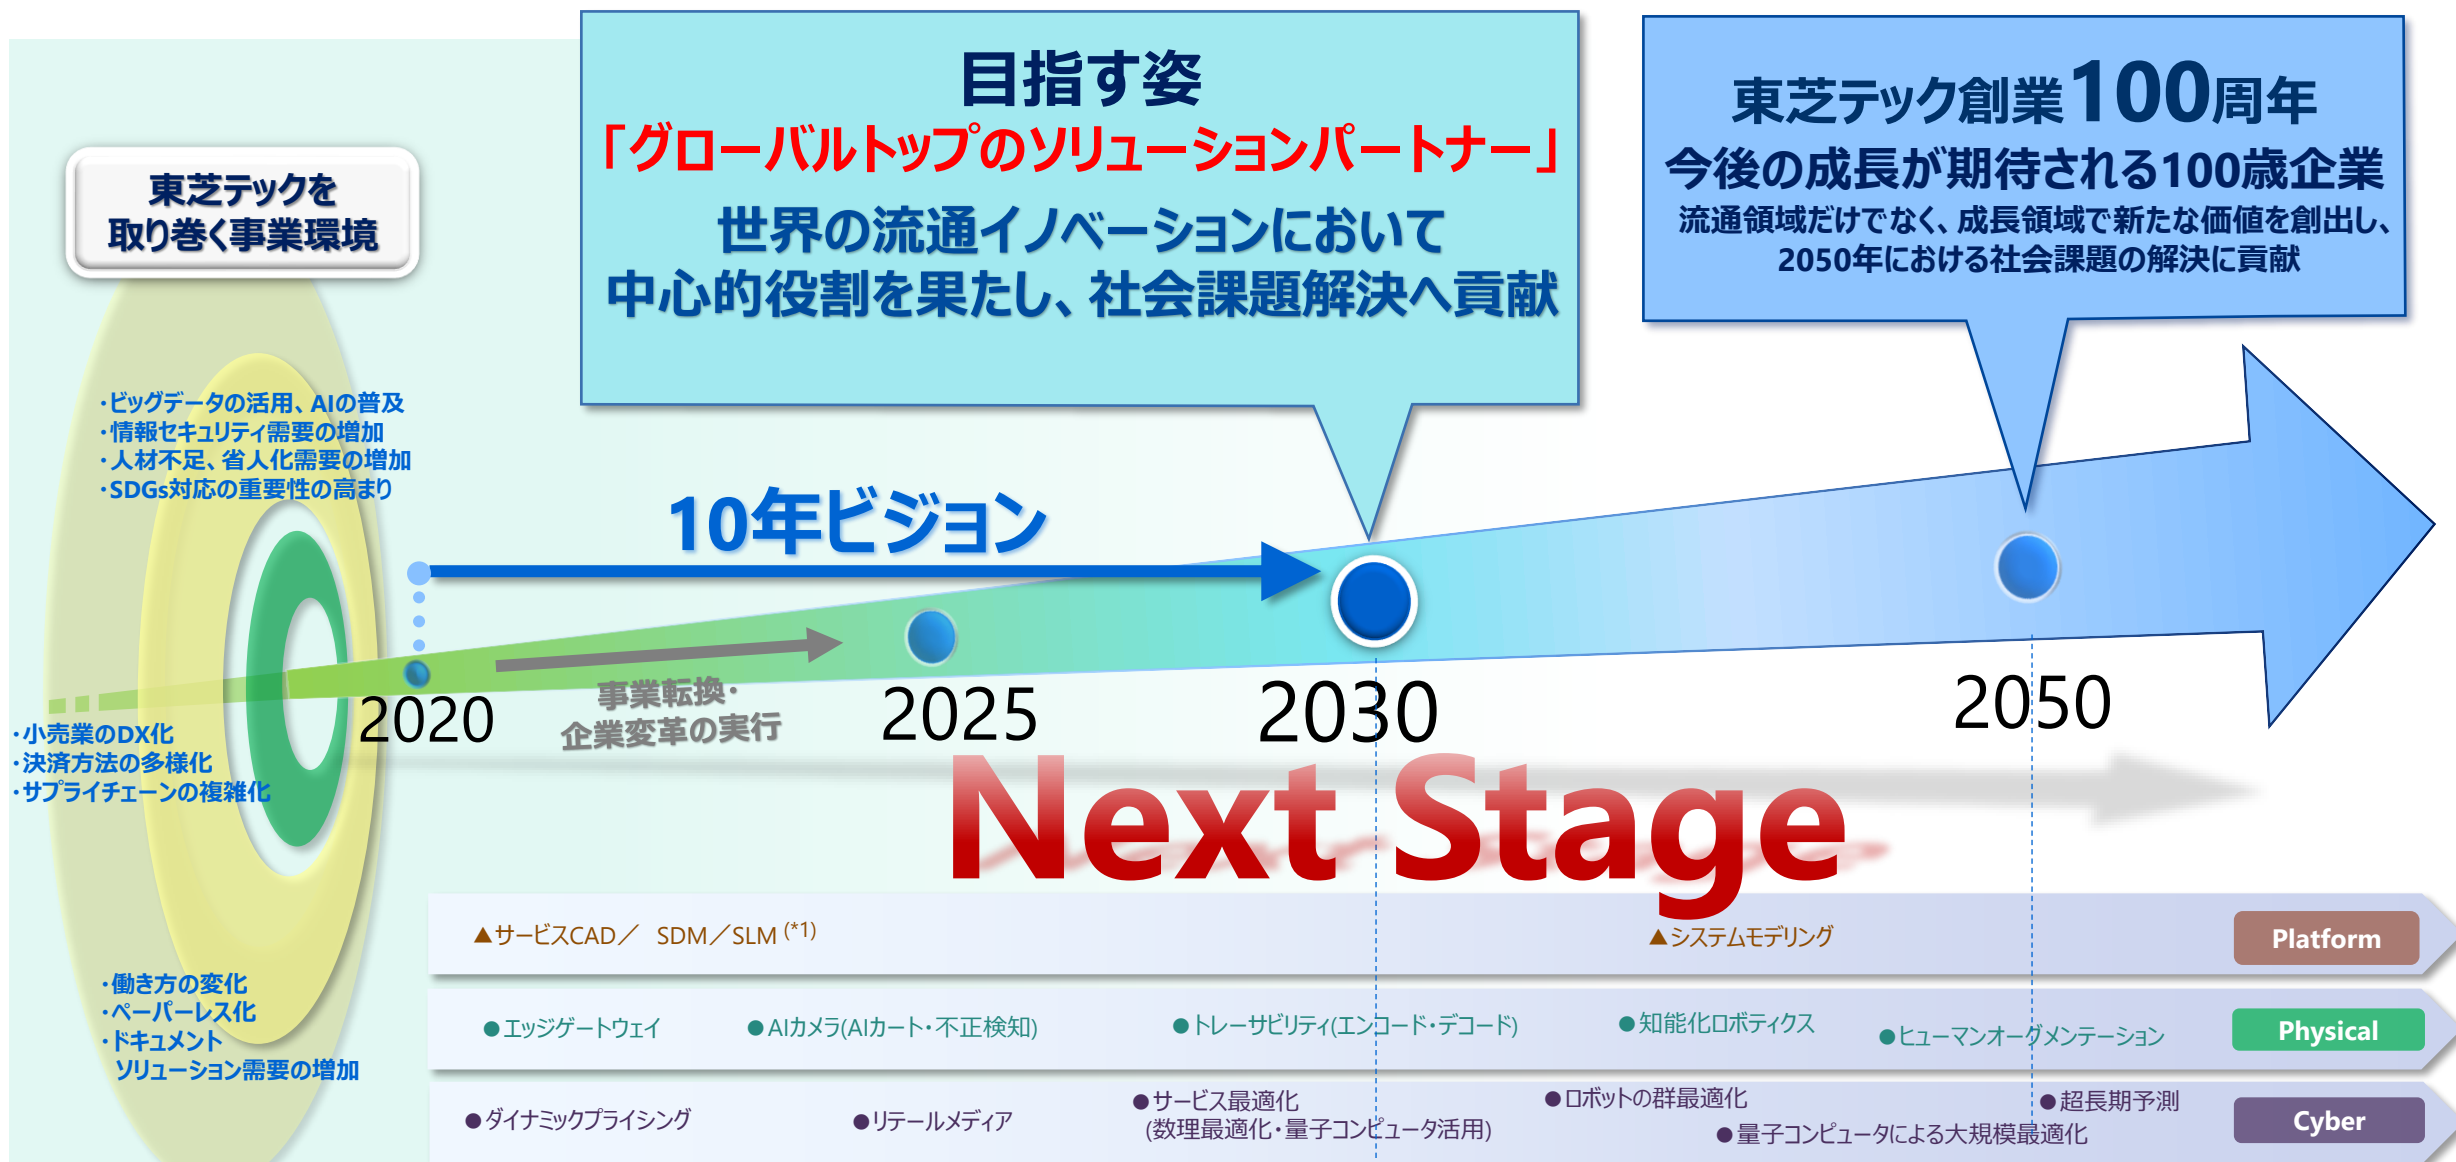 目指す姿
「グローバルトップのソリューションパートナー」
世界の流通イノベーションにおいて
中心的役割を果たし、社会課題解決へ貢献
東芝テック創業100周年
今後の成長が期待される100歳企業
流通領域だけでなく、成長領域で新たな価値を創出し、
2050年における社会課題の解決に貢献
東芝テックを
取り巻く事業環境
・ビッグデータの活用、AIの普及
・情報セキュリティ需要の増加
・人材不足、省人化需要の増加
・SDGs対応の重要性の高まり
10年ビジョン
・小売業のDX化
・決済方法の多様化
・サプライチェーンの複雑化
2020
事業転換・
企業変革の実行
2025
2030
2050
Next Stage
・働き方の変化
・ペーパーレス化
・ドキュメント
ソリューション需要の増加
▲サービスCAD／ SDM／SLM (*1)
▲システムモデリング
Platform
●エッジゲートウェイ
●AIカメラ(AIカート・不正検知)
●トレーサビリティ(エンコード・デコード)
●知能化ロボティクス
●ヒューマンオーグメンテーション
Physical
●ダイナミックプライシング
●リテールメディア
●サービス最適化
(数理最適化・量子コンピュータ活用)
●ロボットの群最適化
●量子コンピュータによる大規模最適化
●超長期予測
Cyber